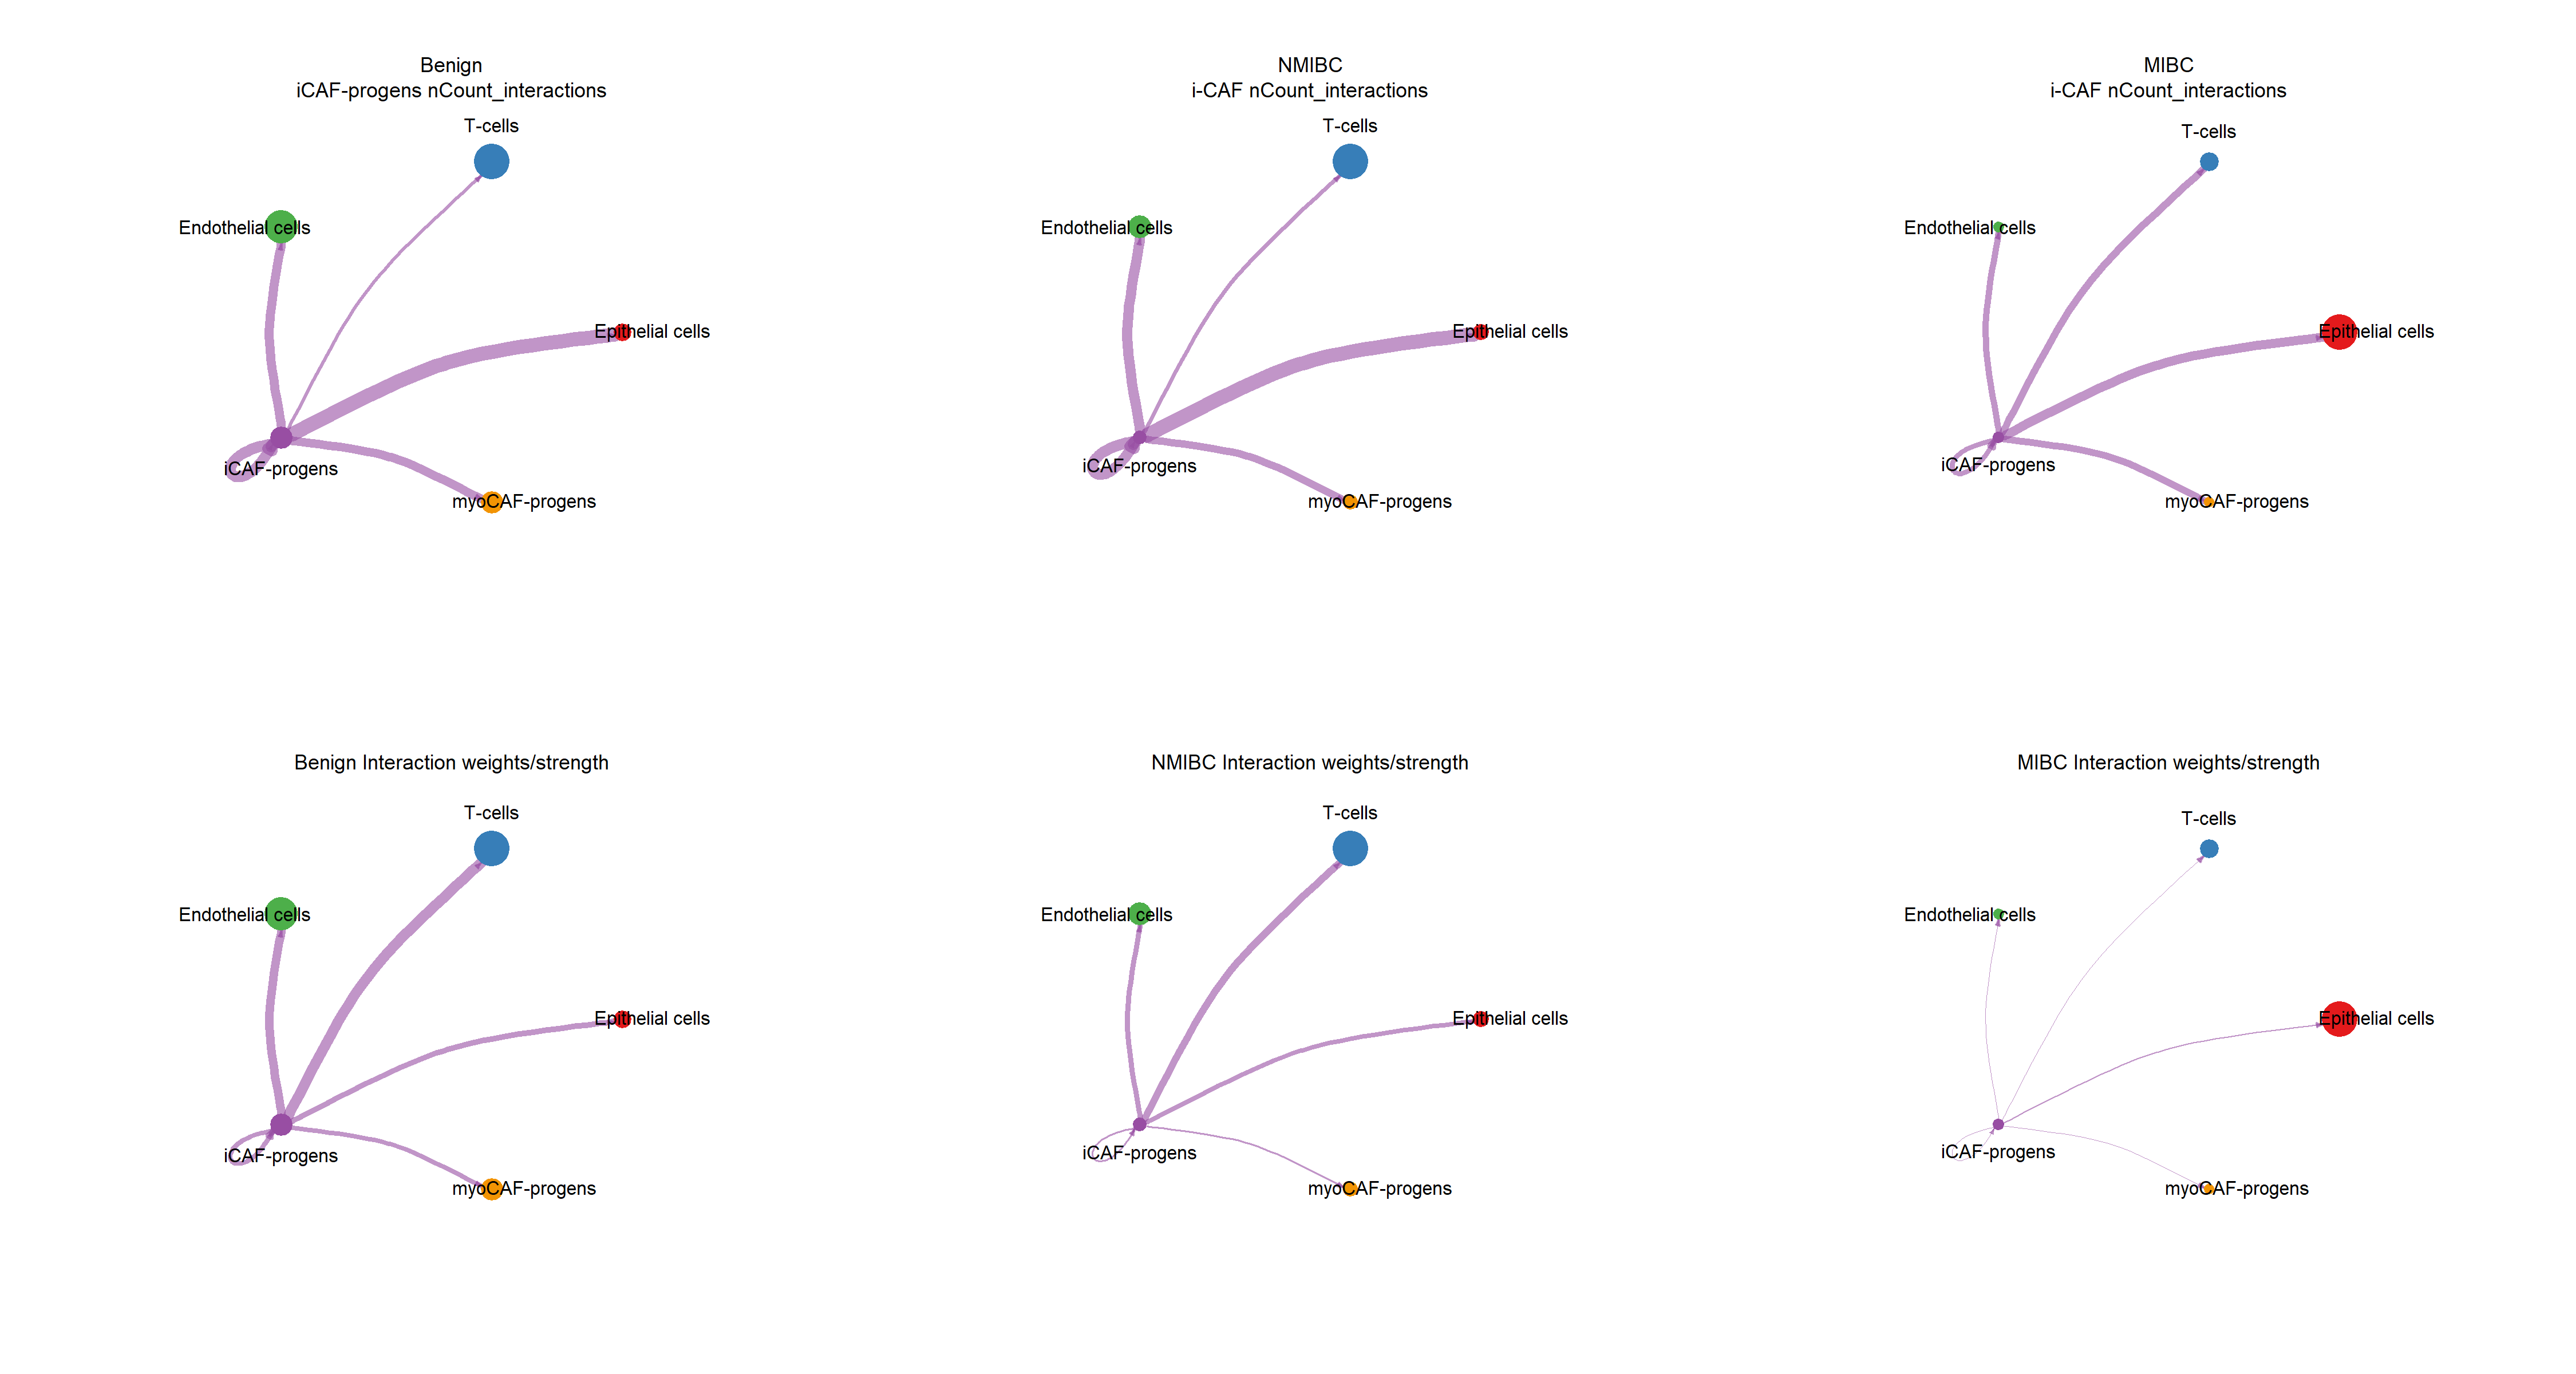 Benign
iCAF-progens nCount_interactions
T-cells
Endothelial cells
Epithelial cells
iCAF-progens
myoCAF-progens
NMIBC
i-CAF nCount_interactions
T-cells
Endothelial cells
Epithelial cells
iCAF-progens
myoCAF-progens
MIBC
i-CAF nCount_interactions
T-cells
Endothelial cells
Epithelial cells
iCAF-progens
myoCAF-progens
Benign Interaction weights/strength
T-cells
Endothelial cells
Epithelial cells
iCAF-progens
myoCAF-progens
NMIBC Interaction weights/strength
T-cells
Endothelial cells
Epithelial cells
iCAF-progens
myoCAF-progens
MIBC Interaction weights/strength
T-cells
Endothelial cells
Epithelial cells
iCAF-progens
myoCAF-progens